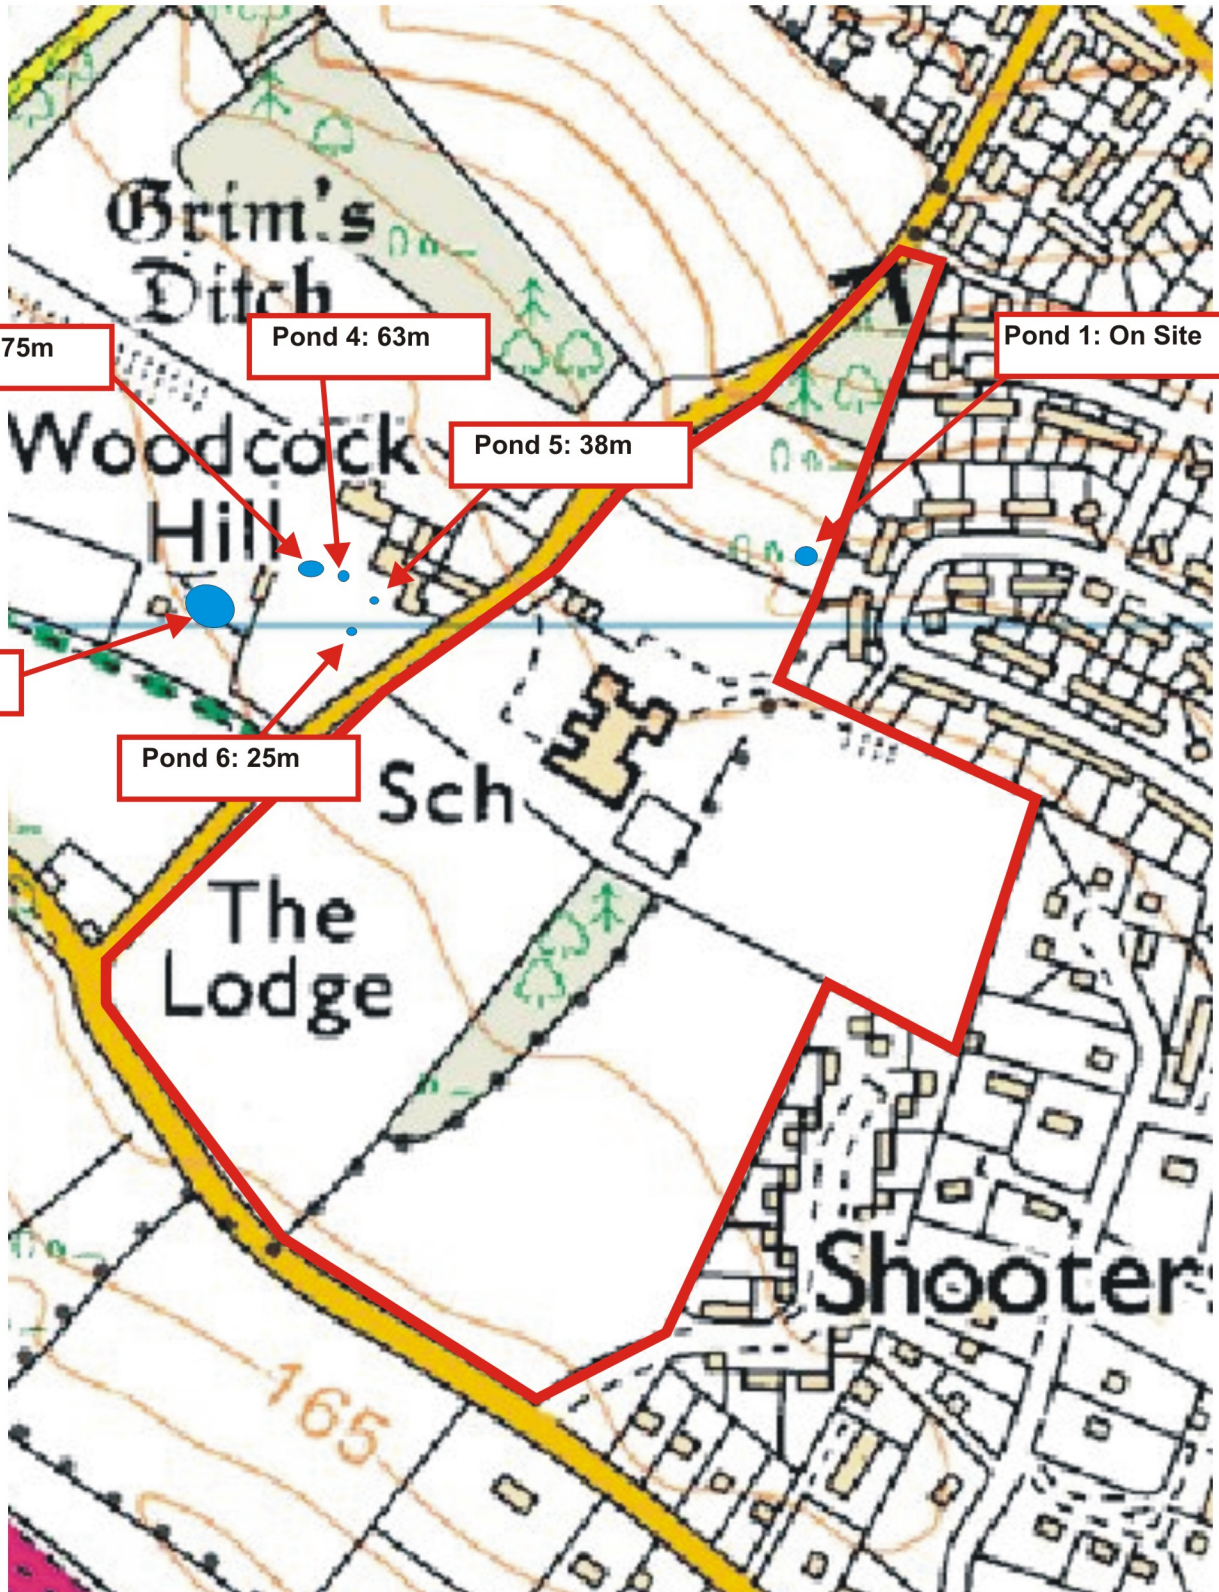 Grim's
Ditch
75m
Pond 4: 63m
Pond 1: On Site
Woodcock
Hill
Pond 5: 38m
Pond 6: 25m
Sch
The
Lodge
Shooter
165